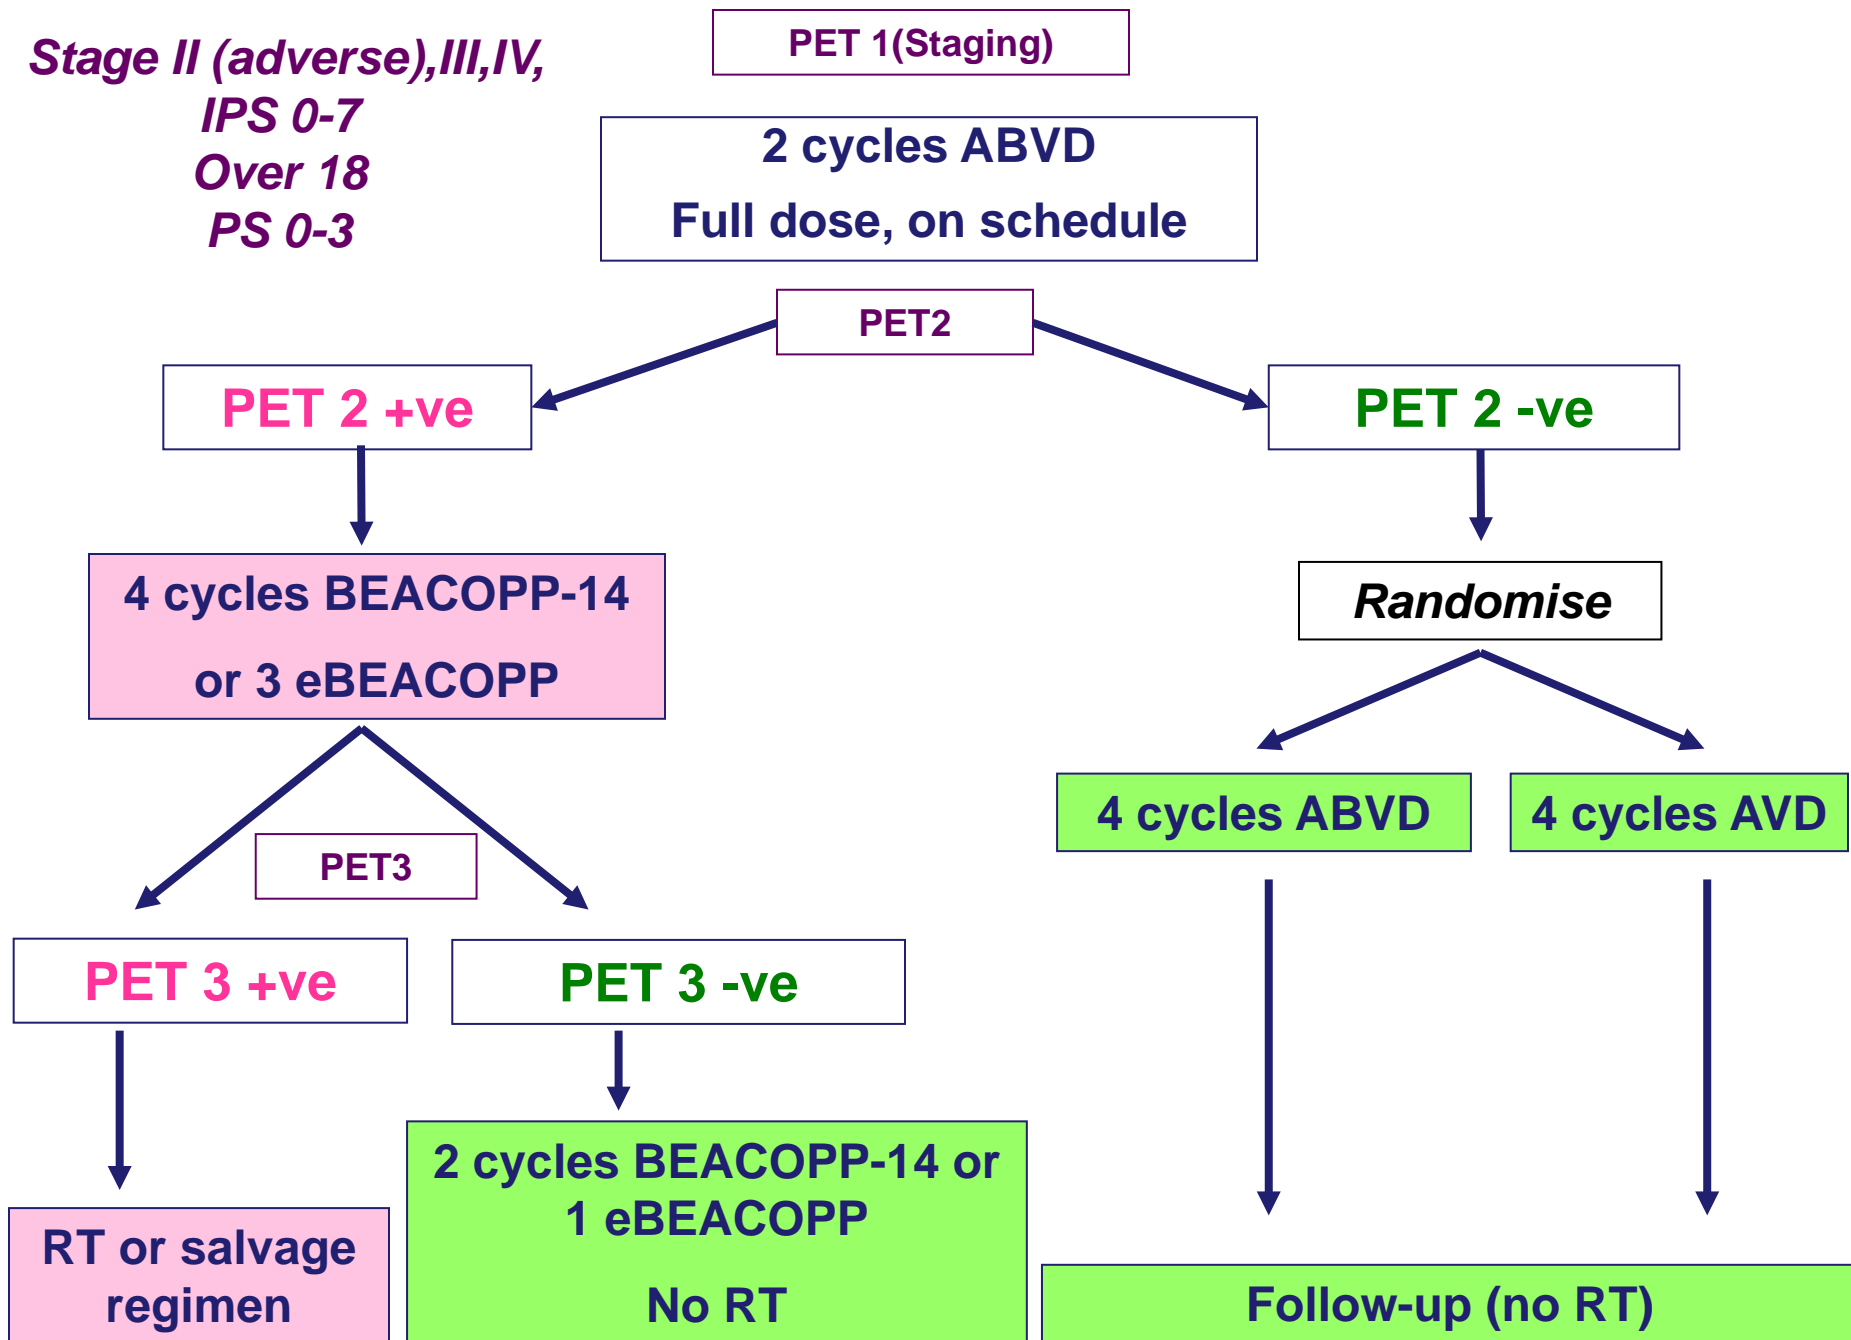 Stage II (adverse),III,IV,
IPS 0-7
Over 18
PS 0-3
PET 1(Staging)
2 cycles ABVD
Full dose, on schedule
PET2
PET 2 +ve
PET 2 -ve
4 cycles BEACOPP-14
or 3 eBEACOPP
Randomise
4 cycles ABVD
4 cycles AVD
PET3
PET 3 +ve
PET 3 -ve
RT or salvage
regimen
2 cycles BEACOPP-14 or
1 eBEACOPP
No RT
Follow-up (no RT)